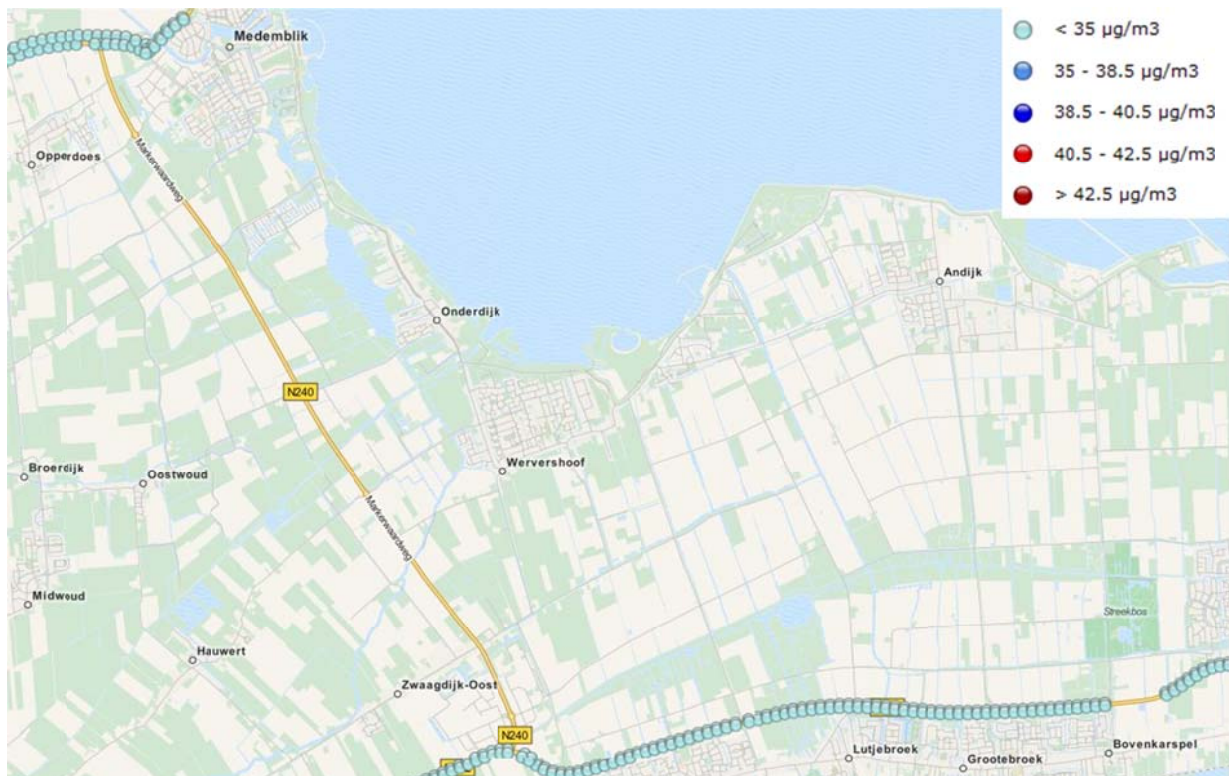 < 35 µg/m3
35 - 38.5 µg/m3
38.5 - 40.5 µg/m3
40.5 - 42.5 µg/m3
> 42.5 µg/m3
Medemblik
Opperdoes
Markerwaardweg
Andijk
Onderdijk
N240
Wervershoof
Broerdijk
Oostwoud
Markerwaardweg
Midwoud
Streekbos
Hauwert
Zwaagdijk-Oost
N240
Lutjebroek
Grootebroek
Bovenkarspel